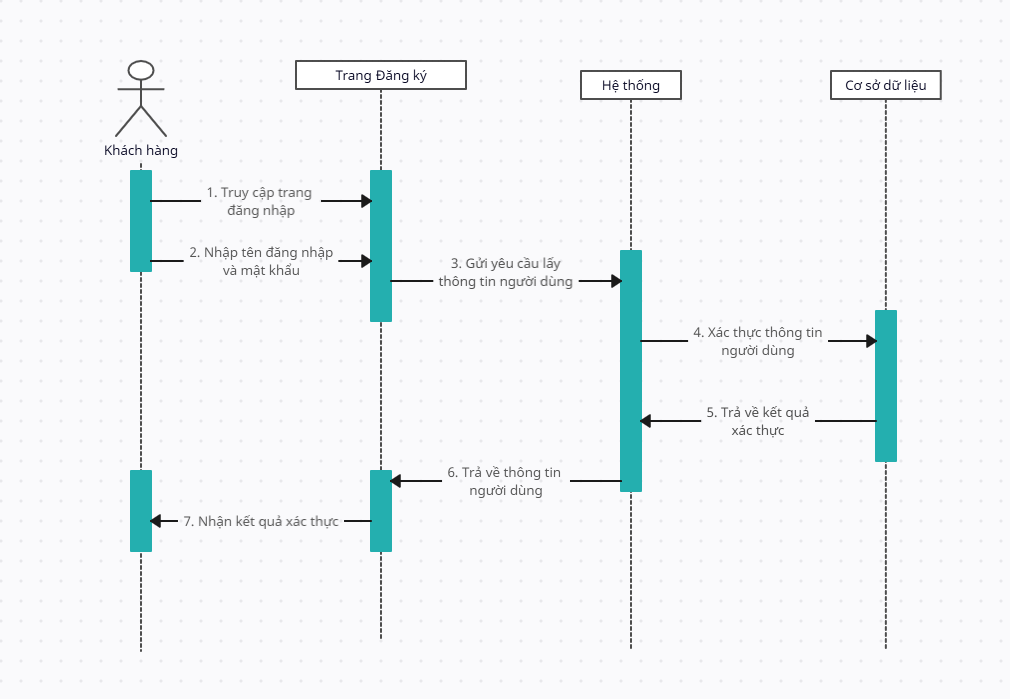 Trang Đăng ký
Hệ thống
Cơ sở dữ liệu
Khách hàng
1. Truy cập trang
đăng nhập
2. Nhập tên đăng nhập
và mật khẩu
3. Gửi yêu cầu lấy
thông tin người dùng
4. Xác thực thông tin
người dùng
5. Trả về kết quả
xác thực
6. Trả về thông tin
người dùng
7. Nhận kết quả xác thực